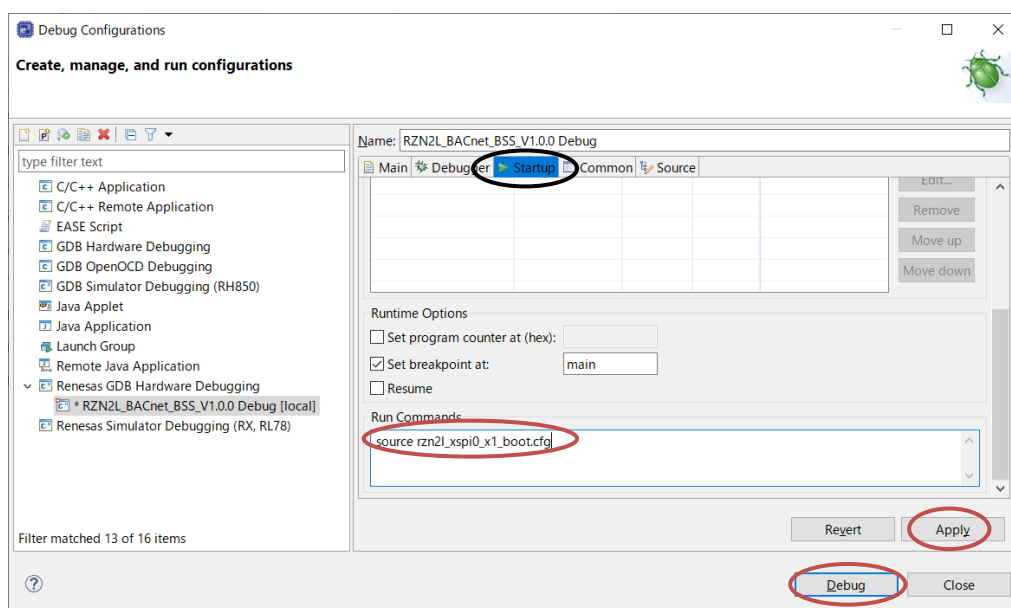 Debug Configurations
Create, manage, and run configurations
type filter text
C/C++ Application
C/C++ Remote Application
EASE Script
GDB Hardware Debugging
GDB OpenOCD Debugging
GDB Simulator Debugging (RH850)
Java Applet
Java Application
Launch Group
Remote Java Application
Renesas GDB Hardware Debugging
* RZN2L_BACnet_BSS_V1.0.0 Debug [local]
Renesas Simulator Debugging (RX, RL78)
Filter matched 13 of 16 items
Name: RZN2L_BACnet_BSS_V1.0.0 Debug
Main Debugger Startup Common Source
Edit...
Remove
Move up
Move down
Runtime Options
Set program counter at (hex):
Set breakpoint at: main
Resume
Run Commands
source rzn2l_xspi0_x1_boot.cfg
Revert Apply
Debug Close